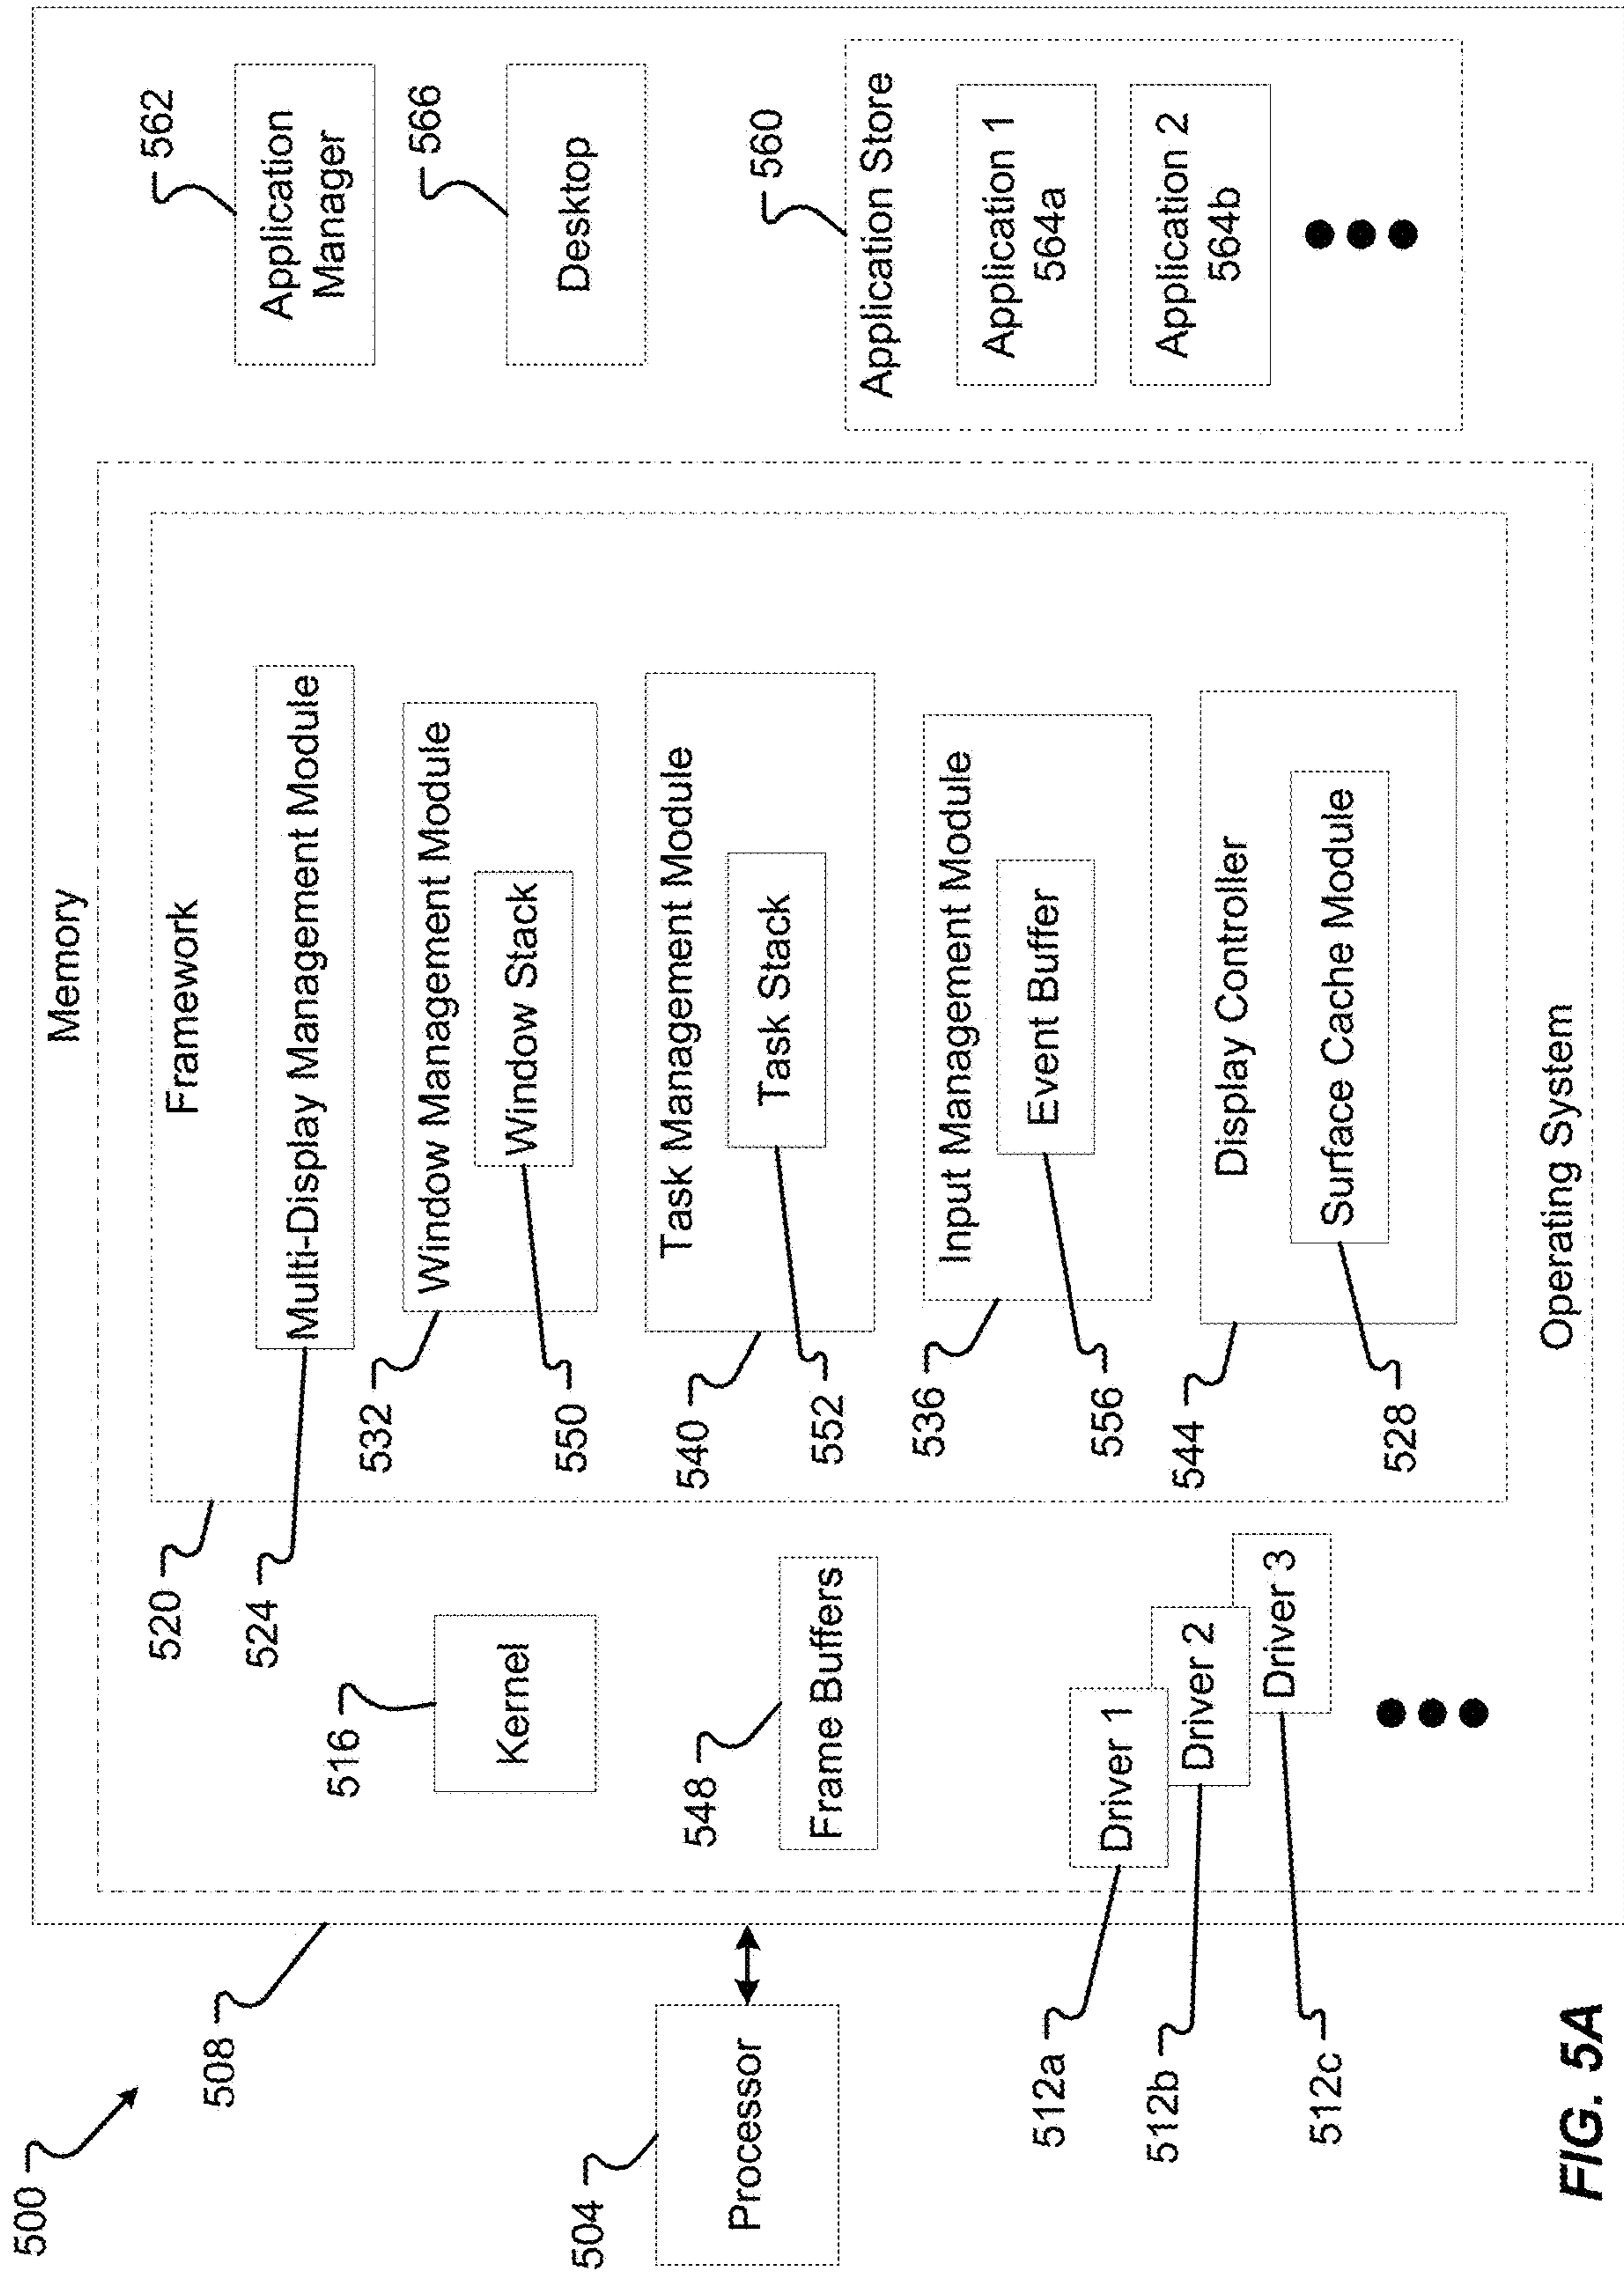 500
508
Memory
520
Framework
562
Application
Manager
524
Multi-Display Management Module
516
Kernel
532
Window Management Module
550
Window Stack
566
Desktop
504
Processor
548
Frame Buffers
540
Task Management Module
552
Task Stack
560
Application Store
Application 1
564a
Application 2
564b
536
Input Management Module
556
Event Buffer
512a
Driver 1
512b
Driver 2
512c
Driver 3
544
Display Controller
528
Surface Cache Module
Operating System
FIG. 5A